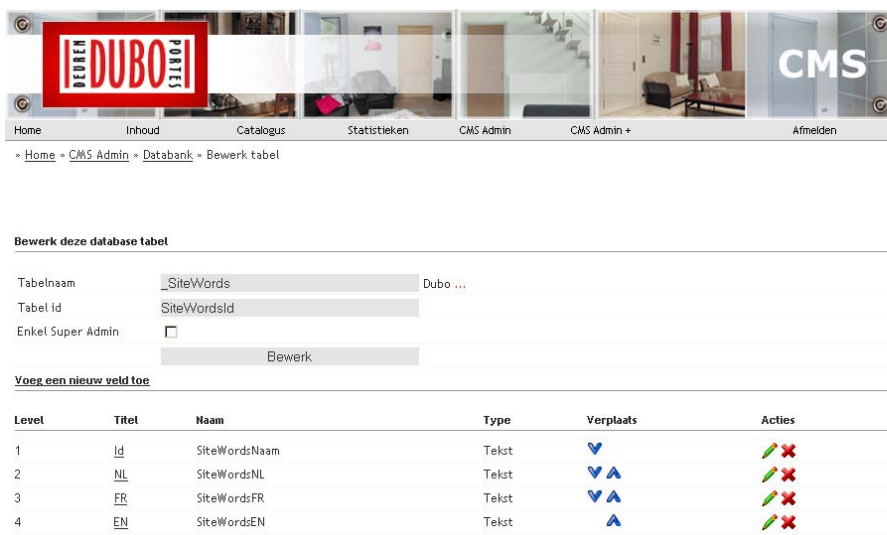 DEUREN DUBO PORTES
CMS
Home Inhoud Catalogus Statistieken CMS Admin CMS Admin + Afmelden
» Home » CMS Admin » Databank » Bewerk tabel
Bewerk deze database tabel
Tabelnaam _SiteWords Dubo ...
Tabel id SiteWordsId
Enkel Super Admin
Bewerk
Voeg een nieuw veld toe
Level Titel Naam Type Verplaats Acties
1 Id SiteWordsNaam Tekst
2 NL SiteWordsNL Tekst
3 FR SiteWordsFR Tekst
4 EN SiteWordsEN Tekst